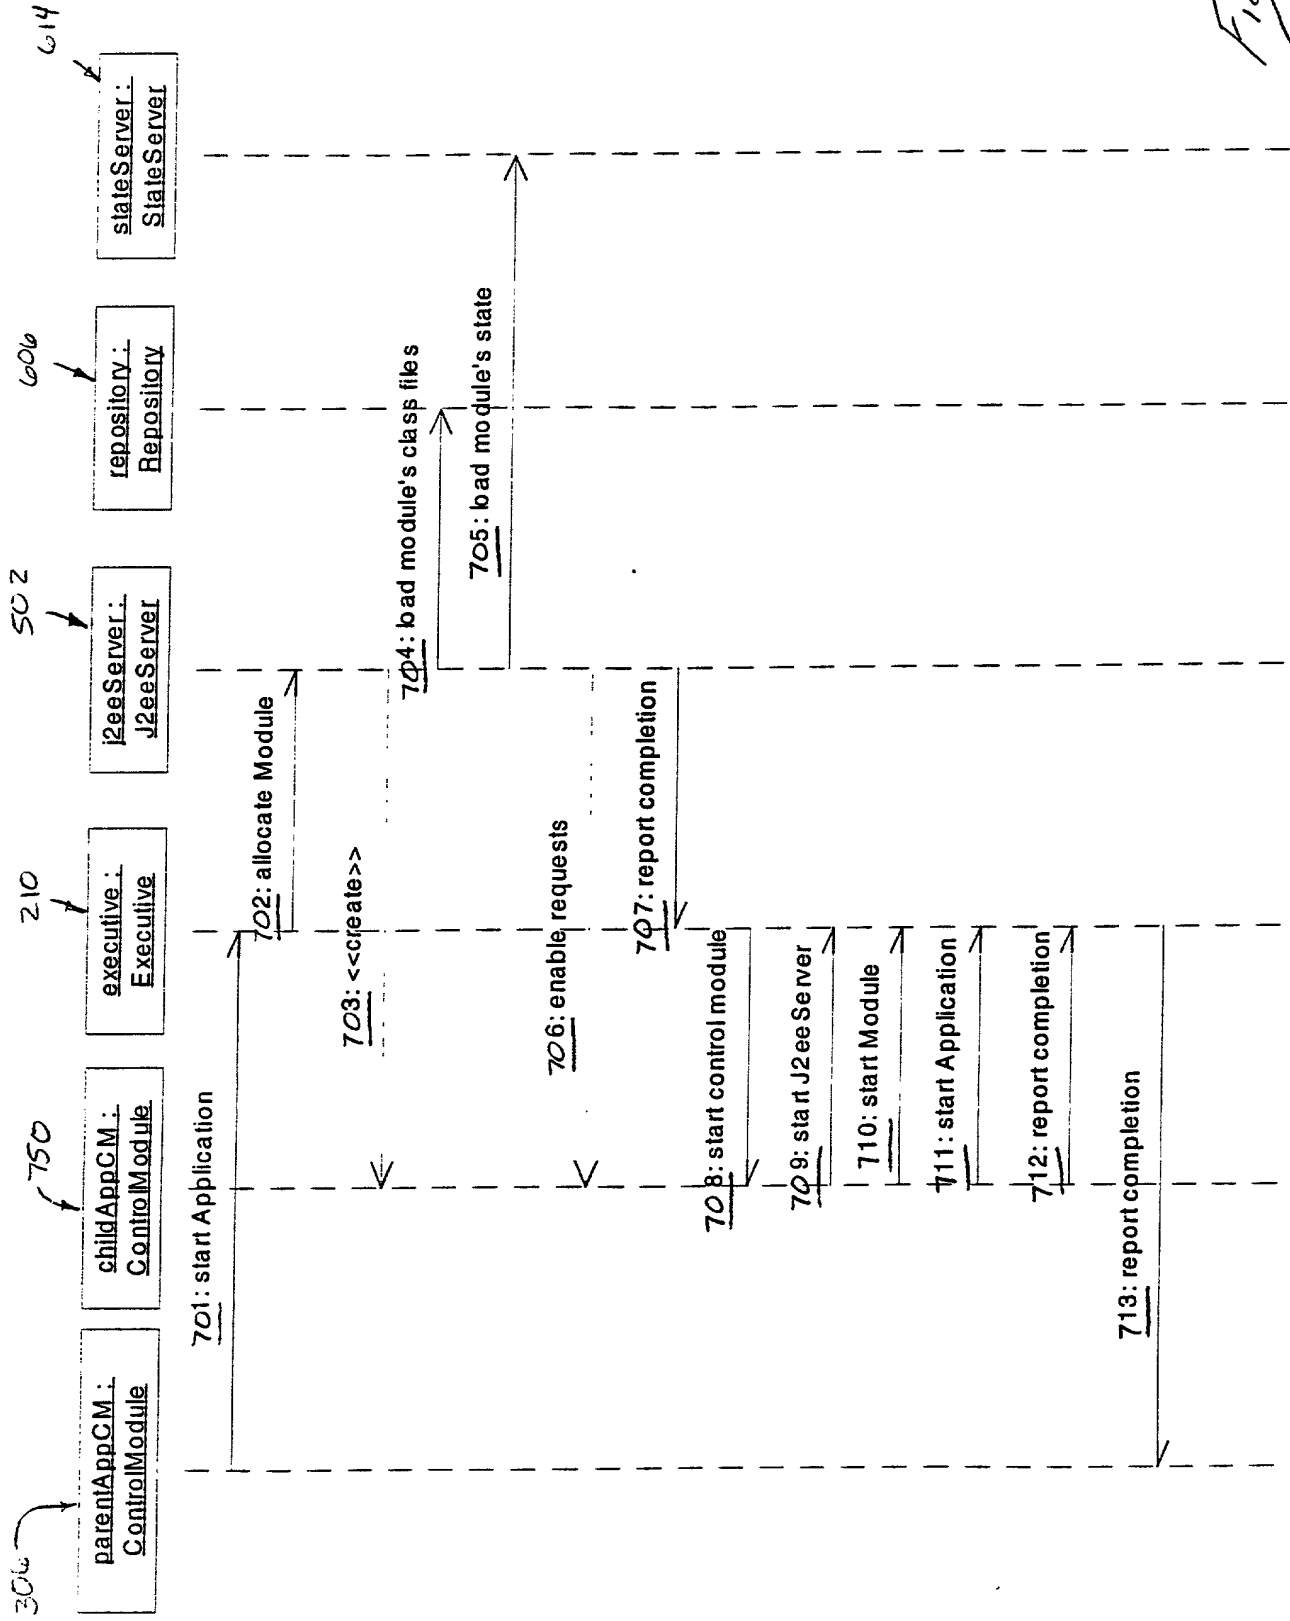 306
parentAppCM :
ControlModule
750
childAppCM :
ControlModule
210
executive :
Executive
502
j2eeServer :
J2eeServer
606
repository :
Repository
614
stateServer :
StateServer
701: start Application
702: allocate Module
703: <<create>>
704: load module's class files
705: load module's state
706: enable requests
707: report completion
708: start control module
709: start J2eeServer
710: start Module
711: start Application
712: report completion
713: report completion